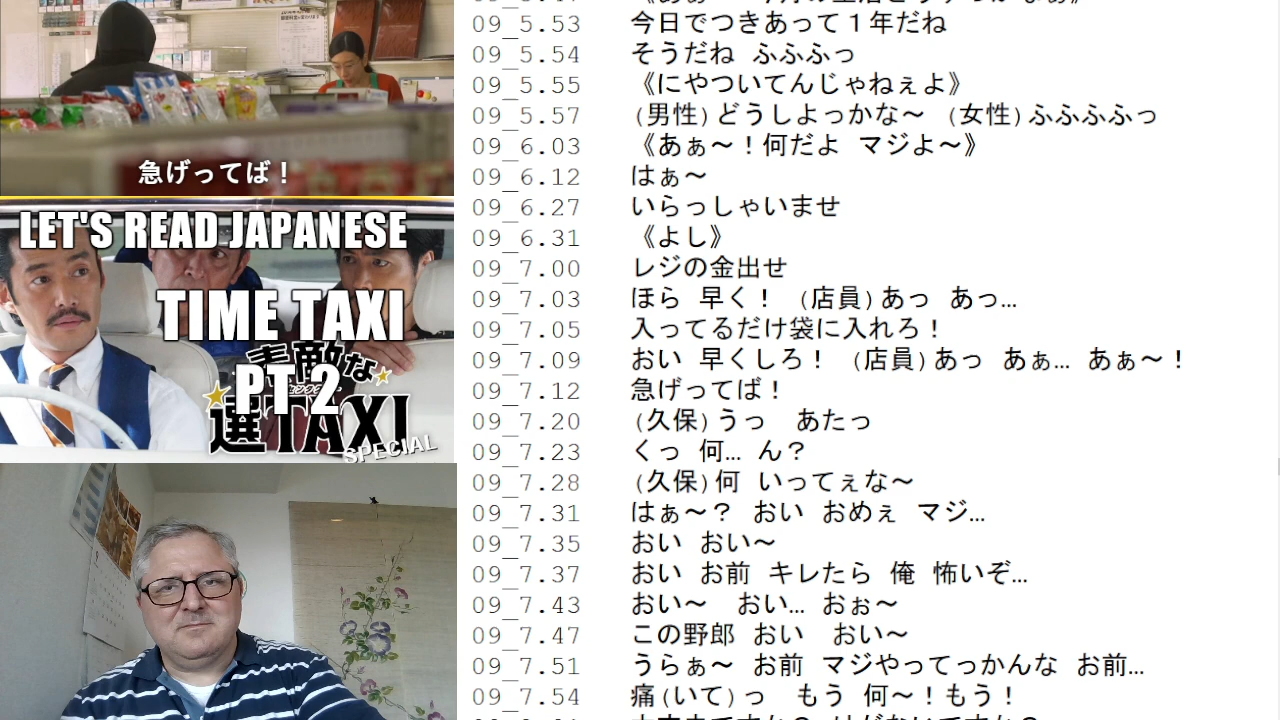 急げってば！
LET'S READ JAPANESE
TIME TAXI
PT 2
素敵な
選TAXI
SPECIAL
09_5.53 今日でつきあって１年だね
09_5.54 そうだね ふふふっ
09_5.55 《にやついてんじゃねぇよ》
09_5.57 (男性)どうしよっかな～ (女性)ふふふふっ
09_6.03 《あぁ～！何だよ マジよ～》
09_6.12 はぁ～
09_6.27 いらっしゃいませ
09_6.31 《よし》
09_7.00 レジの金出せ
09_7.03 ほら 早く！ (店員)あっ あっ…
09_7.05 入ってるだけ袋に入れろ！
09_7.09 おい 早くしろ！ (店員)あっ あぁ… あぁ～！
09_7.12 急げってば！
09_7.20 (久保)うっ　あたっ
09_7.23 くっ 何… ん？
09_7.28 (久保)何 いってぇな～
09_7.31 はぁ～？ おい おめぇ マジ…
09_7.35 おい おい～
09_7.37 おい お前 キレたら 俺 怖いぞ…
09_7.43 おい～　おい… おぉ～
09_7.47 この野郎 おい　おい～
09_7.51 うらぁ～ お前 マジやってっかんな お前…
09_7.54 痛(いて)っ　もう 何～！もう！